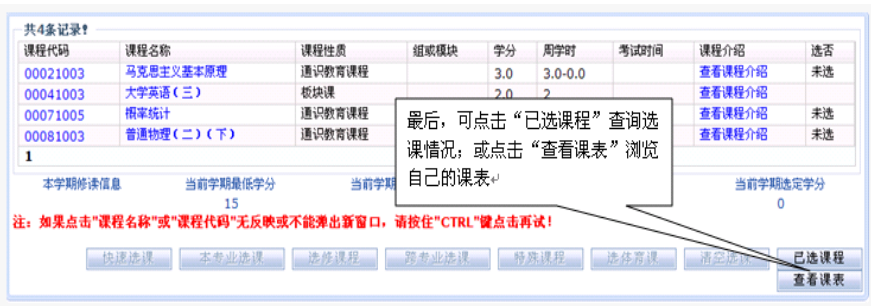 共4条记录!
课程代码 课程名称 课程性质 组或模块 学分 周学时 考试时间 课程介绍 选否
00021003 马克思主义基本原理 通识教育课程 3.0 3.0-0.0 查看课程介绍 未选
00041003 大学英语(三) 板块课 2.0 2 查看课程介绍
00071005 概率统计 通识教育课程 查看课程介绍 未选
00081003 普通物理(二)(下) 通识教育课程 查看课程介绍 未选
1
最后，可点击“已选课程”查询选
课情况；或点击“查看课表”浏览
自己的课表
本学期修读信息 当前学期最低学分 当前学期 当前学期选定学分
15 0
注：如果点击"课程名称"或"课程代码"无反映或不能弹出新窗口，请按住"CTRL"键点击再试！
快速选课 本专业选课 选修课程 跨专业选课 特殊课程 选体育课 清空选课 已选课程
查看课表